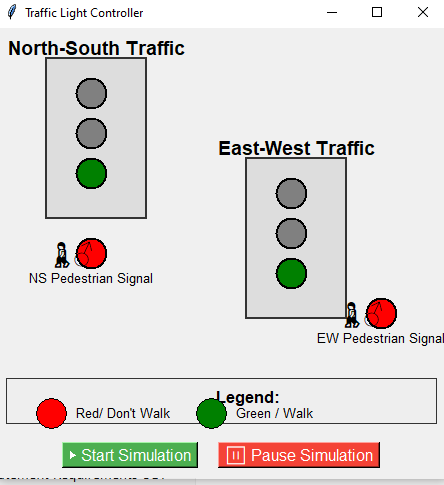 Traffic Light Controller
North-South Traffic
East-West Traffic
NS Pedestrian Signal
EW Pedestrian Signal
Legend:
Red/ Don't Walk
Green / Walk
Start Simulation
Pause Simulation